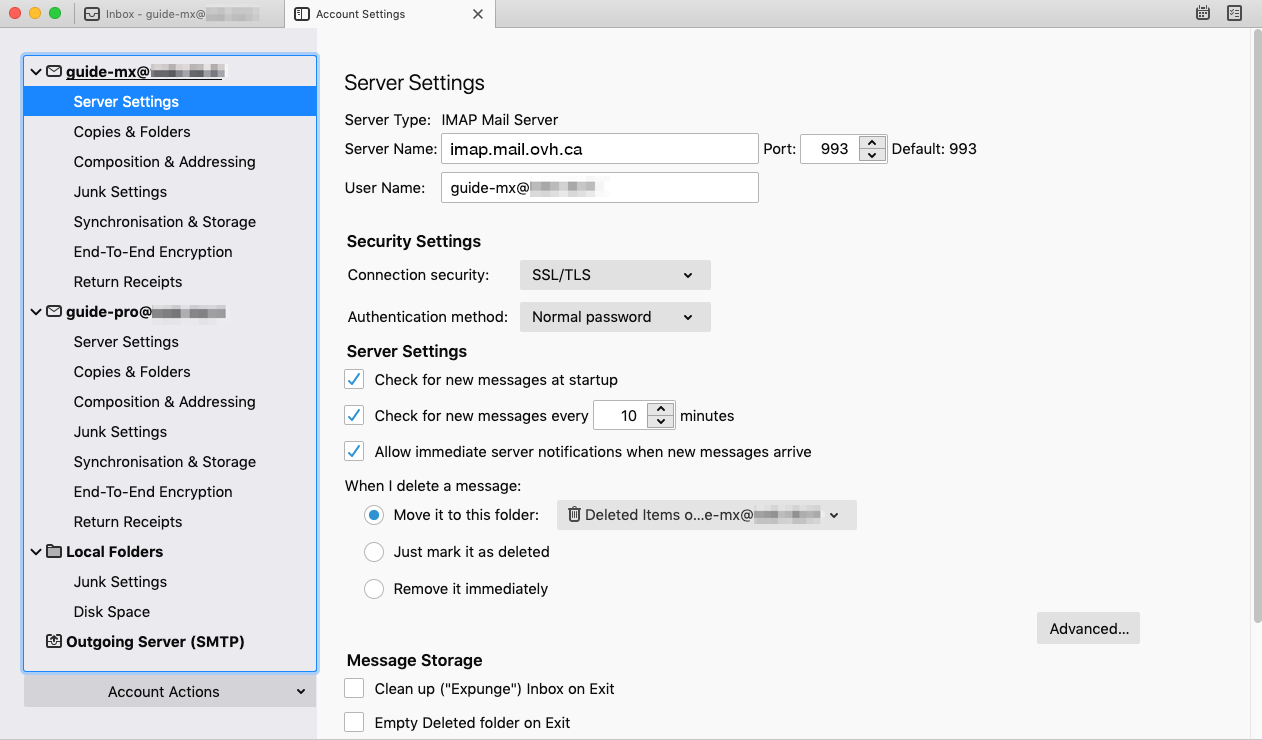 Inbox - guide-mx@
Account Settings
guide-mx@
Server Settings
Copies & Folders
Composition & Addressing
Junk Settings
Synchronisation & Storage
End-To-End Encryption
Return Receipts
guide-pro@
Server Settings
Copies & Folders
Composition & Addressing
Junk Settings
Synchronisation & Storage
End-To-End Encryption
Return Receipts
Local Folders
Junk Settings
Disk Space
Outgoing Server (SMTP)
Account Actions
Server Settings
Server Type: IMAP Mail Server
Server Name: imap.mail.ovh.ca Port: 993 Default: 993
User Name: guide-mx@
Security Settings
Connection security: SSL/TLS
Authentication method: Normal password
Server Settings
Check for new messages at startup
Check for new messages every 10 minutes
Allow immediate server notifications when new messages arrive
When I delete a message:
Move it to this folder: Deleted Items o...e-mx@
Just mark it as deleted
Remove it immediately
Advanced...
Message Storage
Clean up ("Expunge") Inbox on Exit
Empty Deleted folder on Exit